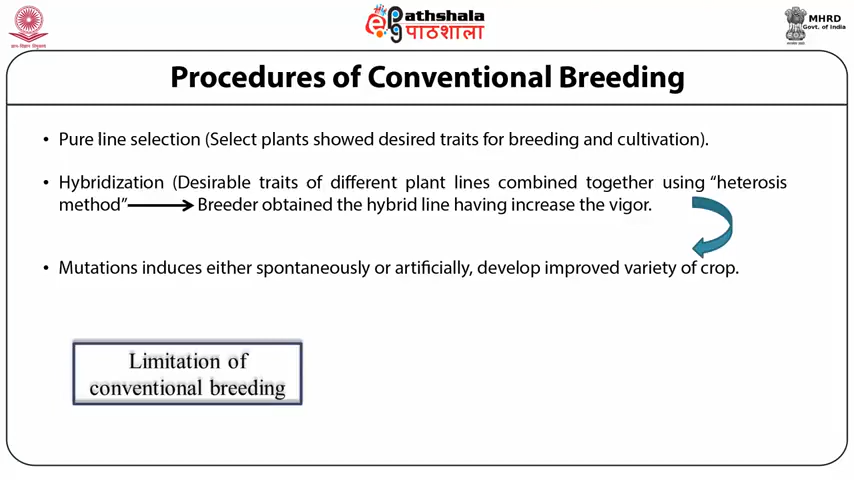 ePg Pathshala
पाठशाला
MHRD
Govt. of India
Procedures of Conventional Breeding
• Pure line selection (Select plants showed desired traits for breeding and cultivation).
• Hybridization (Desirable traits of different plant lines combined together using “heterosis
method” Breeder obtained the hybrid line having increase the vigor.
• Mutations induces either spontaneously or artificially, develop improved variety of crop.
Limitation of
conventional breeding